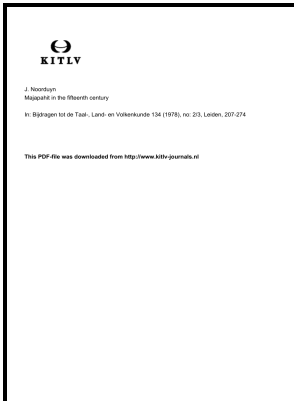 KITLV
J. Noorduyn
Majapahit in the fifteenth century
In: Bijdragen tot de Taal-, Land- en Volkenkunde 134 (1978), no: 2/3, Leiden, 207-274
This PDF-file was downloaded from http://www.kitlv-journals.nl